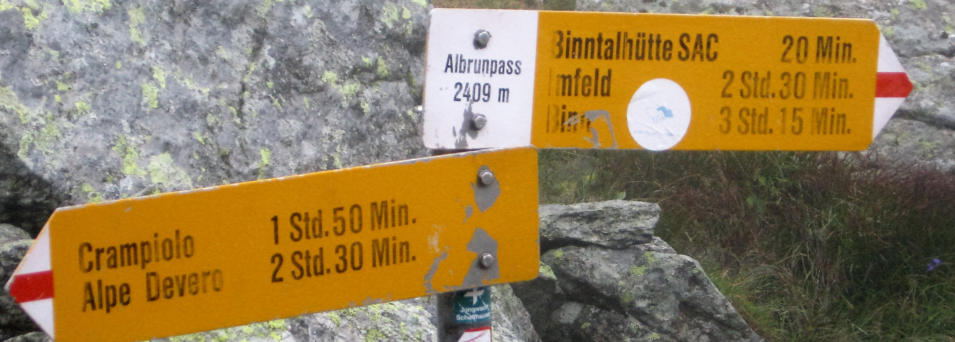 Albrunpass
2409 m
Binntalhütte SAC 20 Min.
Imfeld 2 Std. 30 Min.
Binn 3 Std. 15 Min.
Crampiolo 1 Std. 50 Min.
Alpe Devero 2 Std. 30 Min.